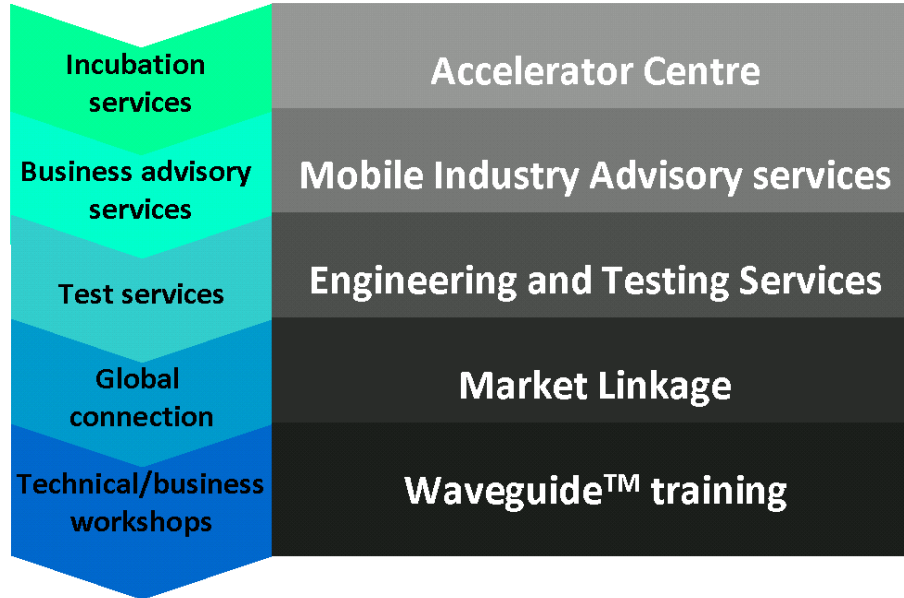 Incubation
services
Accelerator Centre
Business advisory
services
Mobile Industry Advisory services
Test services
Engineering and Testing Services
Global
connection
Market Linkage
Technical/business
workshops
Waveguide™ training